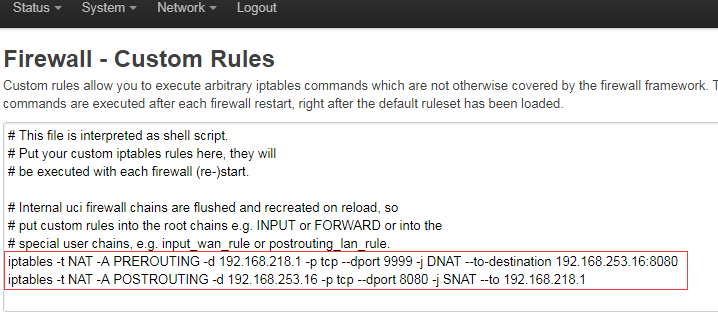 Status System Network Logout
Firewall - Custom Rules
Custom rules allow you to execute arbitrary iptables commands which are not otherwise covered by the firewall framework.
commands are executed after each firewall restart, right after the default ruleset has been loaded.
# This file is interpreted as shell script.
# Put your custom iptables rules here, they will
# be executed with each firewall (re-)start.
# Internal uci firewall chains are flushed and recreated on reload, so
# put custom rules into the root chains e.g. INPUT or FORWARD or into the
# special user chains, e.g. input_wan_rule or postrouting_lan_rule.
iptables -t NAT -A PREROUTING -d 192.168.218.1 -p tcp --dport 9999 -j DNAT --to-destination 192.168.253.16:8080
iptables -t NAT -A POSTROUTING -d 192.168.253.16 -p tcp --dport 8080 -j SNAT --to 192.168.218.1